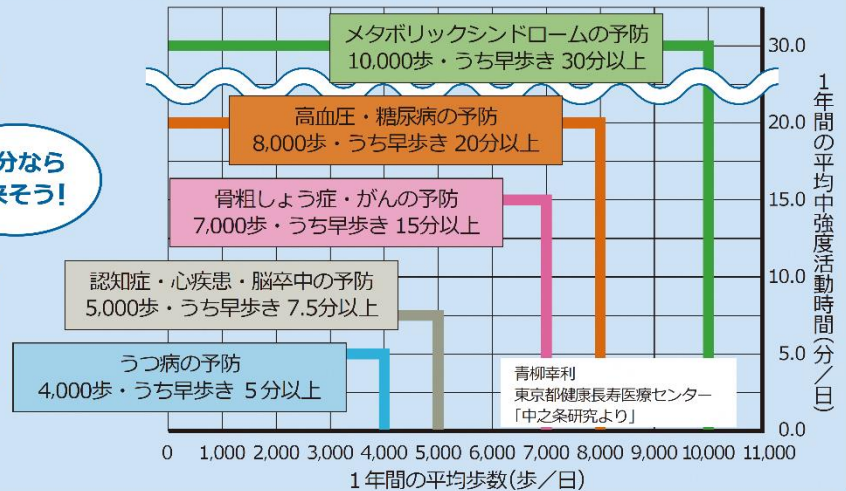 メタボリックシンドロームの予防
10,000歩・うち早歩き 30分以上
高血圧・糖尿病の予防
8,000歩・うち早歩き 20分以上
分なら
来そう!
骨粗しょう症・がんの予防
7,000歩・うち早歩き 15分以上
認知症・心疾患・脳卒中の予防
5,000歩・うち早歩き 7.5分以上
うつ病の予防
4,000歩・うち早歩き 5分以上
青柳幸利
東京都健康長寿医療センター
「中之条研究より」
30.0
20.0
15.0
10.0
5.0
0.0
1年間の平均中強度活動時間(分/日)
0 1,000 2,000 3,000 4,000 5,000 6,000 7,000 8,000 9,000 10,000 11,000
1年間の平均歩数(歩/日)